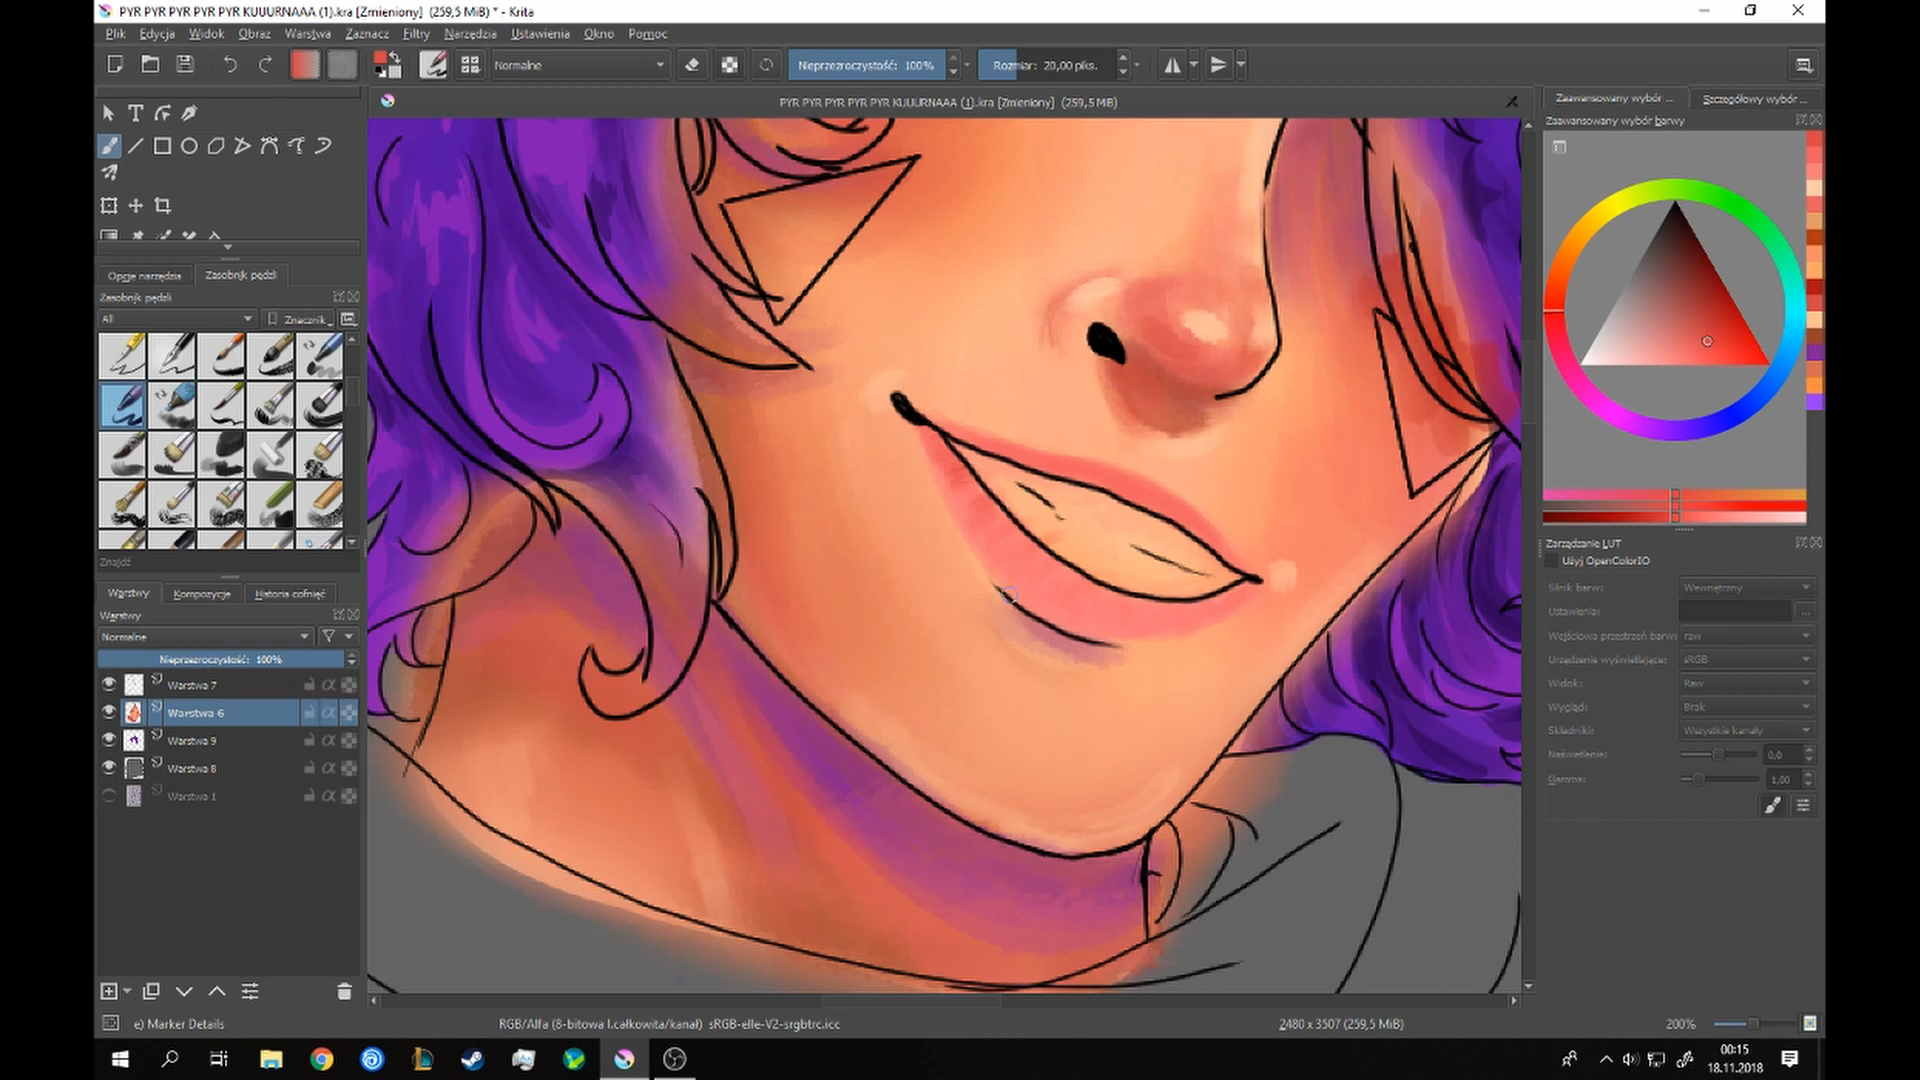 PYR PYR PYR PYR PYR KUUURNAAA (1).kra [Zmieniony] (259,5 MiB) * - Krita
Plik Edycja Widok Obraz Warstwa Zaznacz Filtry Narzędzia Ustawienia Okno Pomoc
Normalne
Nieprzezroczystość: 100%
Rozmiar: 20,00 piks.
PYR PYR PYR PYR PYR KUUURNAAA (1).kra [Zmieniony] (259,5 MiB)
Zaawansowany wybór ...
Szczegółowy wybór ...
Zaawansowany wybór barwy
Opcje narzędzia
Zasobnik pędzli
Zasobnik pędzli
All
Znacznik
Znajdź
Warstwy
Kompozycje
Historia cofnięć
Warstwy
Normalne
Nieprzezroczystość: 100%
Warstwa 7
Warstwa 6
Warstwa 9
Warstwa 8
Warstwa 1
Zarządzanie LUT
Użyj OpenColorIO
Silnik barw: Wewnętrzny
Ustawienia: ...
Wejściowa przestrzeń barw: raw
Urządzenie wyświetlające: sRGB
Widok: Raw
Wygląd: Brak
Składniki: Wszystkie kanały
Naświetlenie: 0,0
Gamma: 1,00
e) Marker Details
RGB/Alfa (8-bitowa l.całkowita/kanał) sRGB-elle-V2-srgbtrc.icc
2480 x 3507 (259,5 MiB)
200%
00:15
18.11.2018